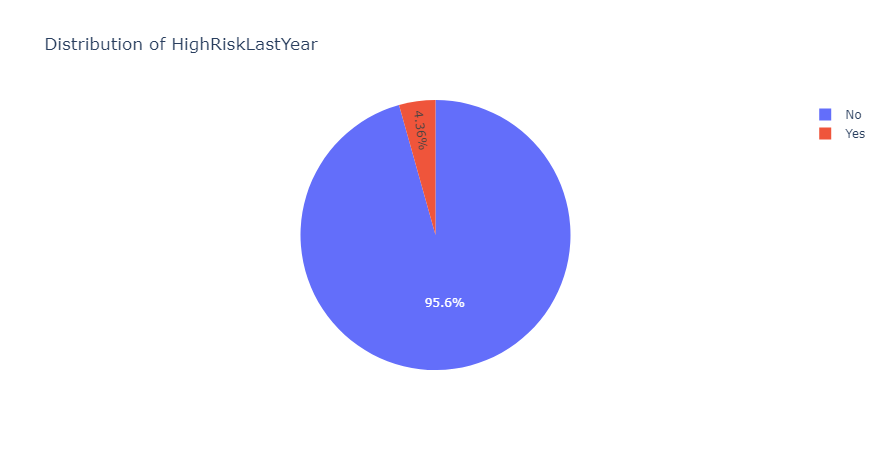 Distribution of HighRiskLastYear
No
Yes
4.36%
95.6%